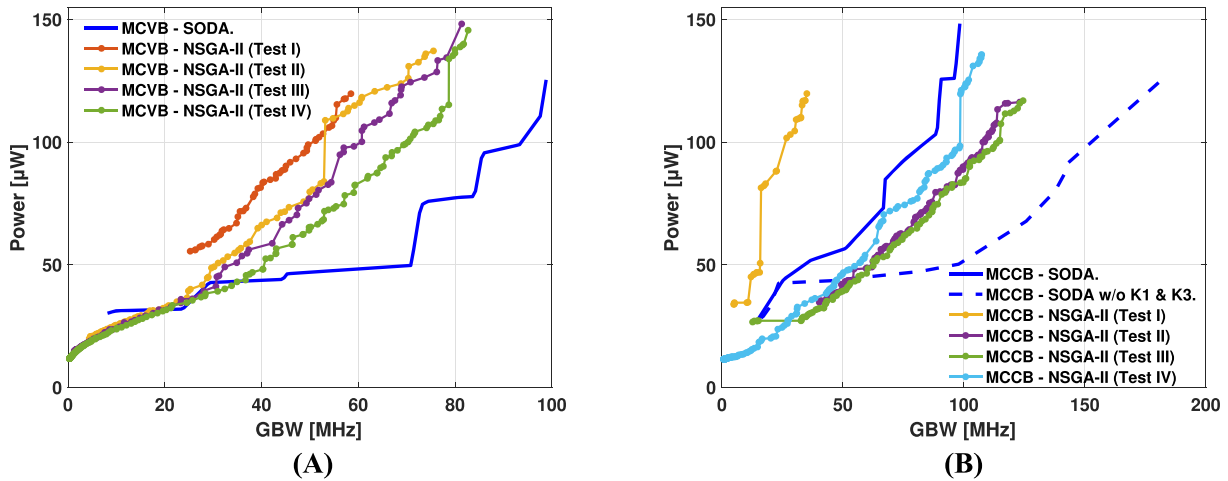 150
100
50
0
Power [µW]
0 20 40 60 80 100
GBW [MHz]
MCVB - SODA.
MCVB - NSGA-II (Test I)
MCVB - NSGA-II (Test II)
MCVB - NSGA-II (Test III)
MCVB - NSGA-II (Test IV)
(A)
150
100
50
0
Power [µW]
0 50 100 150 200
GBW [MHz]
MCCB - SODA.
MCCB - SODA w/o K1 & K3.
MCCB - NSGA-II (Test I)
MCCB - NSGA-II (Test II)
MCCB - NSGA-II (Test III)
MCCB - NSGA-II (Test IV)
(B)